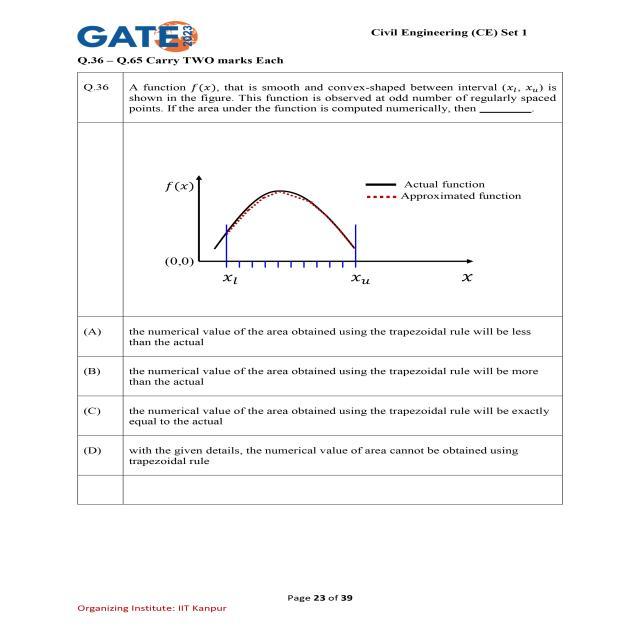 GATE 2023
Civil Engineering (CE) Set 1
Q.36 – Q.65 Carry TWO marks Each
Q.36
A function f(x), that is smooth and convex-shaped between interval (xₗ, xᵤ) is
shown in the figure. This function is observed at odd number of regularly spaced
points. If the area under the function is computed numerically, then __________.
f(x)
Actual function
Approximated function
(0,0)
xₗ
xᵤ
x
(A)
the numerical value of the area obtained using the trapezoidal rule will be less
than the actual
(B)
the numerical value of the area obtained using the trapezoidal rule will be more
than the actual
(C)
the numerical value of the area obtained using the trapezoidal rule will be exactly
equal to the actual
(D)
with the given details, the numerical value of area cannot be obtained using
trapezoidal rule
Page 23 of 39
Organizing Institute: IIT Kanpur